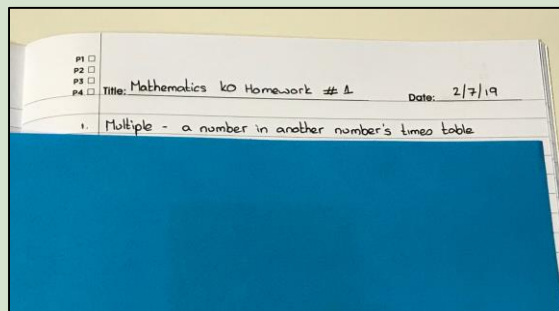 P1 □
P2 □
P3 □
P4 □ Title: Mathematics KO Homework # 1 Date: 2/7/19
1. Multiple - a number in another number's times table